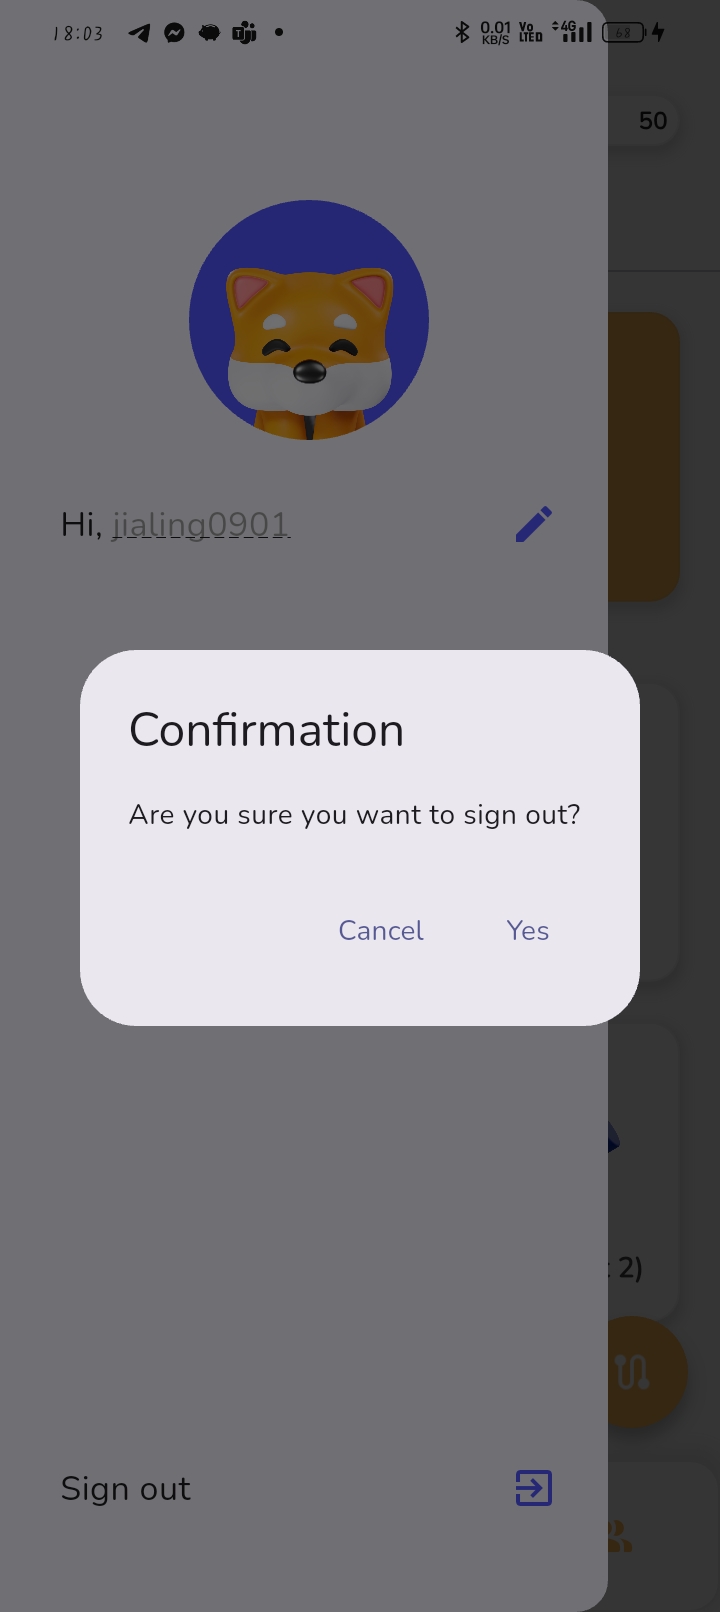 18:03
0.01 KB/S
Vo LTE D
4G
68
50
Hi, jialing0901
Confirmation
Are you sure you want to sign out?
Cancel Yes
2)
Sign out